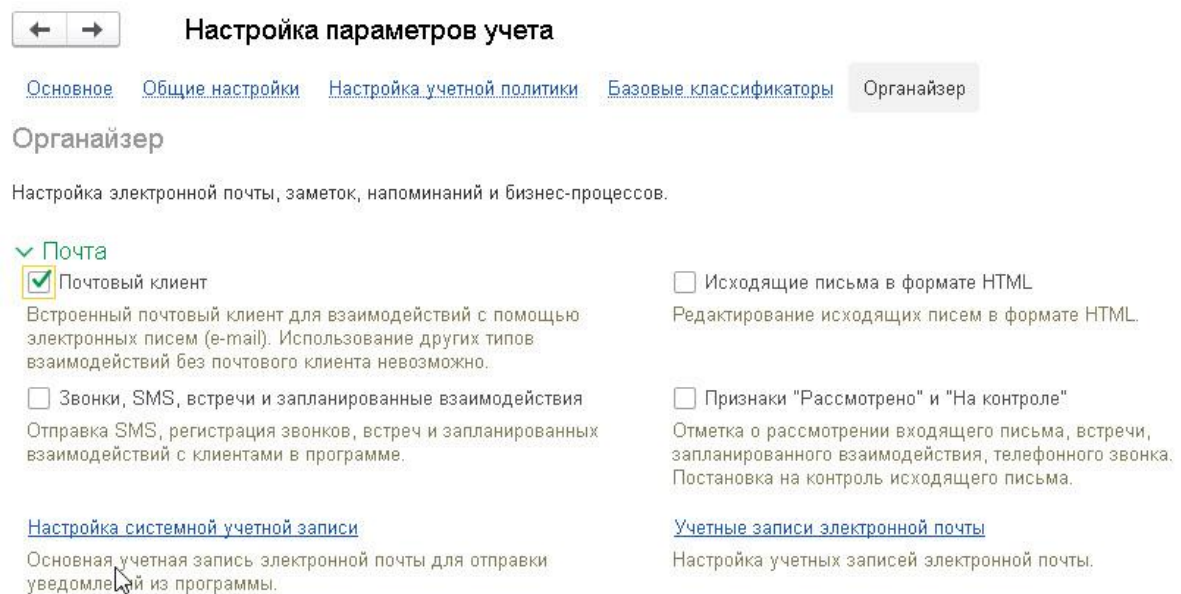 Настройка параметров учета
Основное Общие настройки Настройка учетной политики Базовые классификаторы Органайзер
Органайзер
Настройка электронной почты, заметок, напоминаний и бизнес-процессов.
Почта
Почтовый клиент
Встроенный почтовый клиент для взаимодействий с помощью
электронных писем (e-mail). Использование других типов
взаимодействий без почтового клиента невозможно.
Исходящие письма в формате HTML
Редактирование исходящих писем в формате HTML.
Звонки, SMS, встречи и запланированные взаимодействия
Отправка SMS, регистрация звонков, встреч и запланированных
взаимодействий с клиентами в программе.
Признаки "Рассмотрено" и "На контроле"
Отметка о рассмотрении входящего письма, встречи,
запланированного взаимодействия, телефонного звонка.
Постановка на контроль исходящего письма.
Настройка системной учетной записи
Основная учетная запись электронной почты для отправки
уведомлений из программы.
Учетные записи электронной почты
Настройка учетных записей электронной почты.